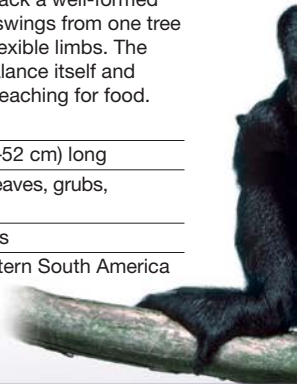 ack a well-formed
swings from one tree
exible limbs. The
lance itself and
eaching for food.
52 cm) long
eaves, grubs,
s
tern South America